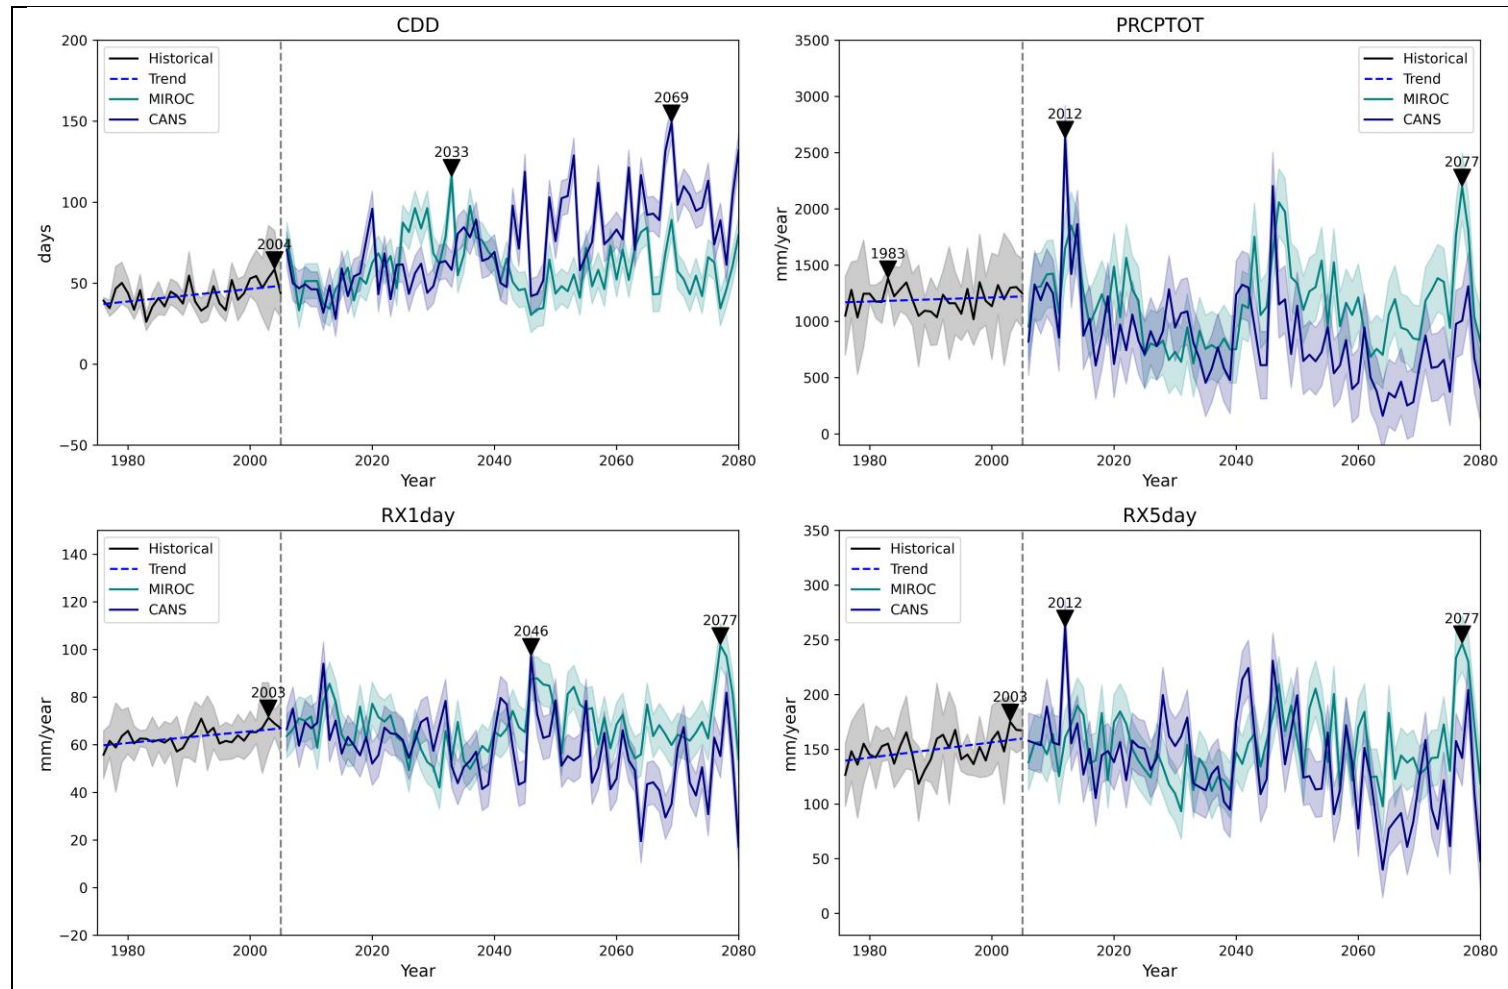 CDD
200
150
100
50
0
−50
days
Historical
Trend
MIROC
CANS
2004
2033
2069
1980
2000
2020
2040
2060
2080
Year
PRCPTOT
3500
3000
2500
2000
1500
1000
500
0
mm/year
Historical
Trend
MIROC
CANS
1983
2012
2077
1980
2000
2020
2040
2060
2080
Year
RX1day
140
120
100
80
60
40
20
0
−20
mm/year
Historical
Trend
MIROC
CANS
2003
2046
2077
1980
2000
2020
2040
2060
2080
Year
RX5day
350
300
250
200
150
100
50
0
mm/year
Historical
Trend
MIROC
CANS
2003
2012
2077
1980
2000
2020
2040
2060
2080
Year